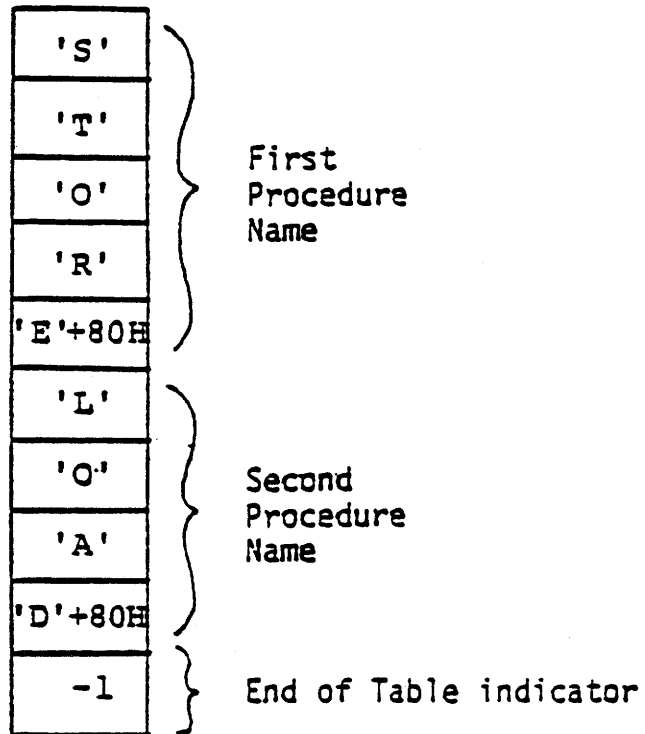 'S'
'T'
'O'
'R'
'E'+80H
First
Procedure
Name
'L'
'O'
'A'
'D'+80H
Second
Procedure
Name
-1
End of Table indicator